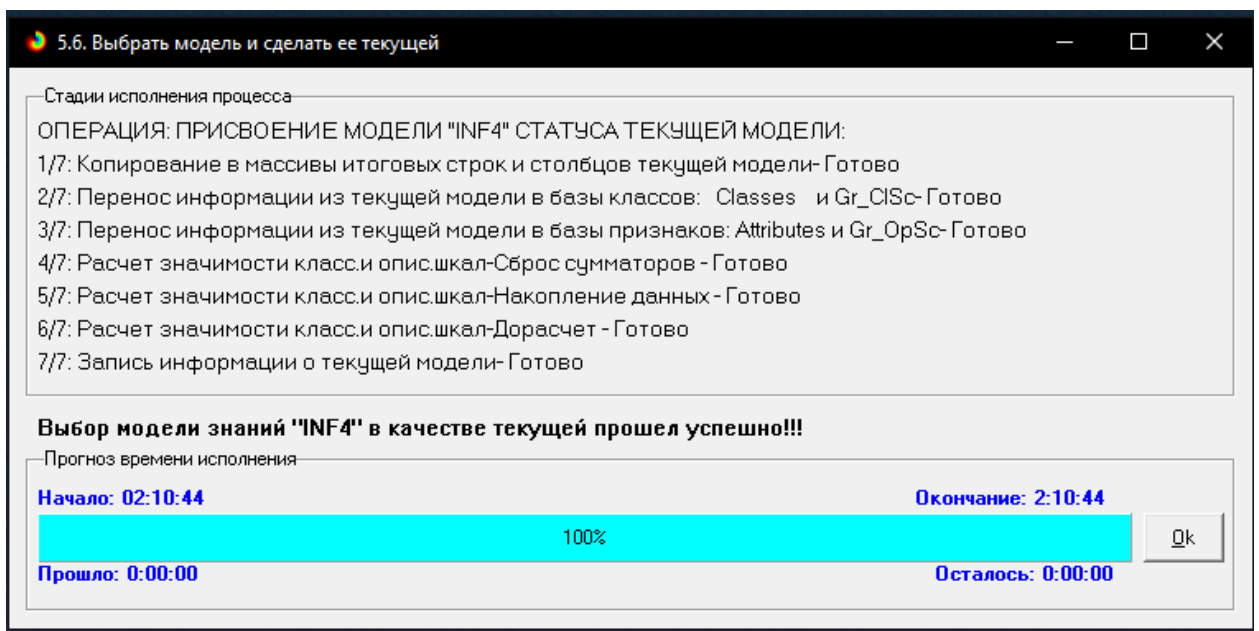 5.6. Выбрать модель и сделать ее текущей
Стадии исполнения процесса
ОПЕРАЦИЯ: ПРИСВОЕНИЕ МОДЕЛИ "INF4" СТАТУСА ТЕКУЩЕЙ МОДЕЛИ:
1/7: Копирование в массивы итоговых строк и столбцов текущей модели- Готово
2/7: Перенос информации из текущей модели в базы классов: Classes и Gr_ClSc- Готово
3/7: Перенос информации из текущей модели в базы признаков: Attributes и Gr_OpSc- Готово
4/7: Расчет значимости класс.и опис.шкал-Сброс сумматоров - Готово
5/7: Расчет значимости класс.и опис.шкал-Накопление данных - Готово
6/7: Расчет значимости класс.и опис.шкал-Дорасчет - Готово
7/7: Запись информации о текущей модели- Готово
Выбор модели знаний "INF4" в качестве текущей прошел успешно!!!
Прогноз времени исполнения
Начало: 02:10:44 Окончание: 2:10:44
100% Ok
Прошло: 0:00:00 Осталось: 0:00:00